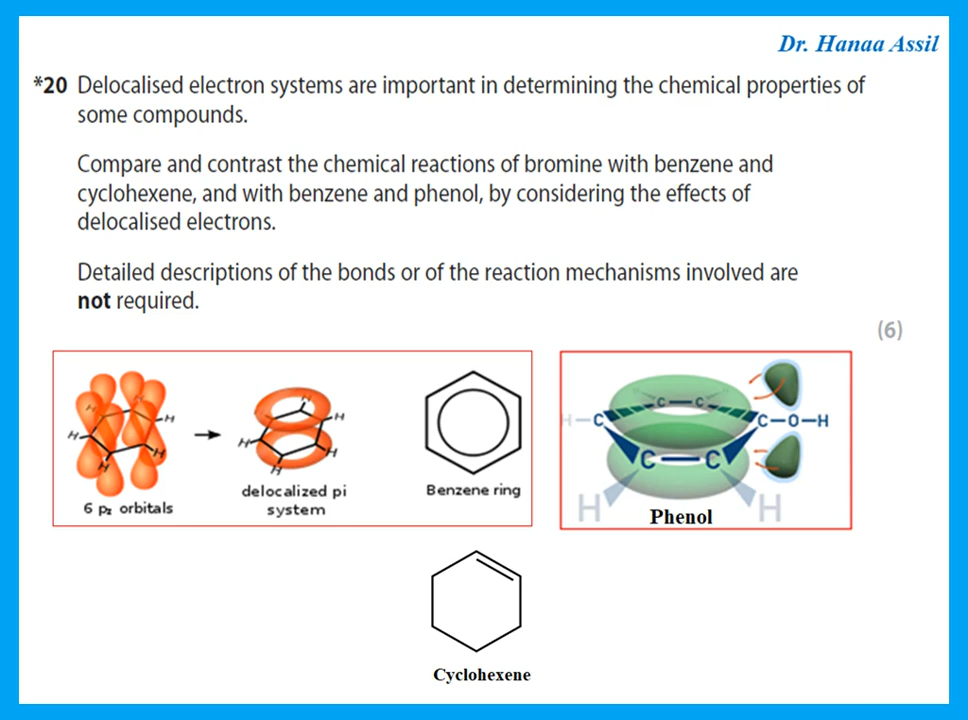 Dr. Hanaa Assil
*20 Delocalised electron systems are important in determining the chemical properties of
some compounds.
Compare and contrast the chemical reactions of bromine with benzene and
cyclohexene, and with benzene and phenol, by considering the effects of
delocalised electrons.
Detailed descriptions of the bonds or of the reaction mechanisms involved are
not required.
(6)
H H H H H
6 pz orbitals
H H H H H
delocalized pi
system
Benzene ring
C C
H C C-O-H
C C
H H
Phenol
Cyclohexene